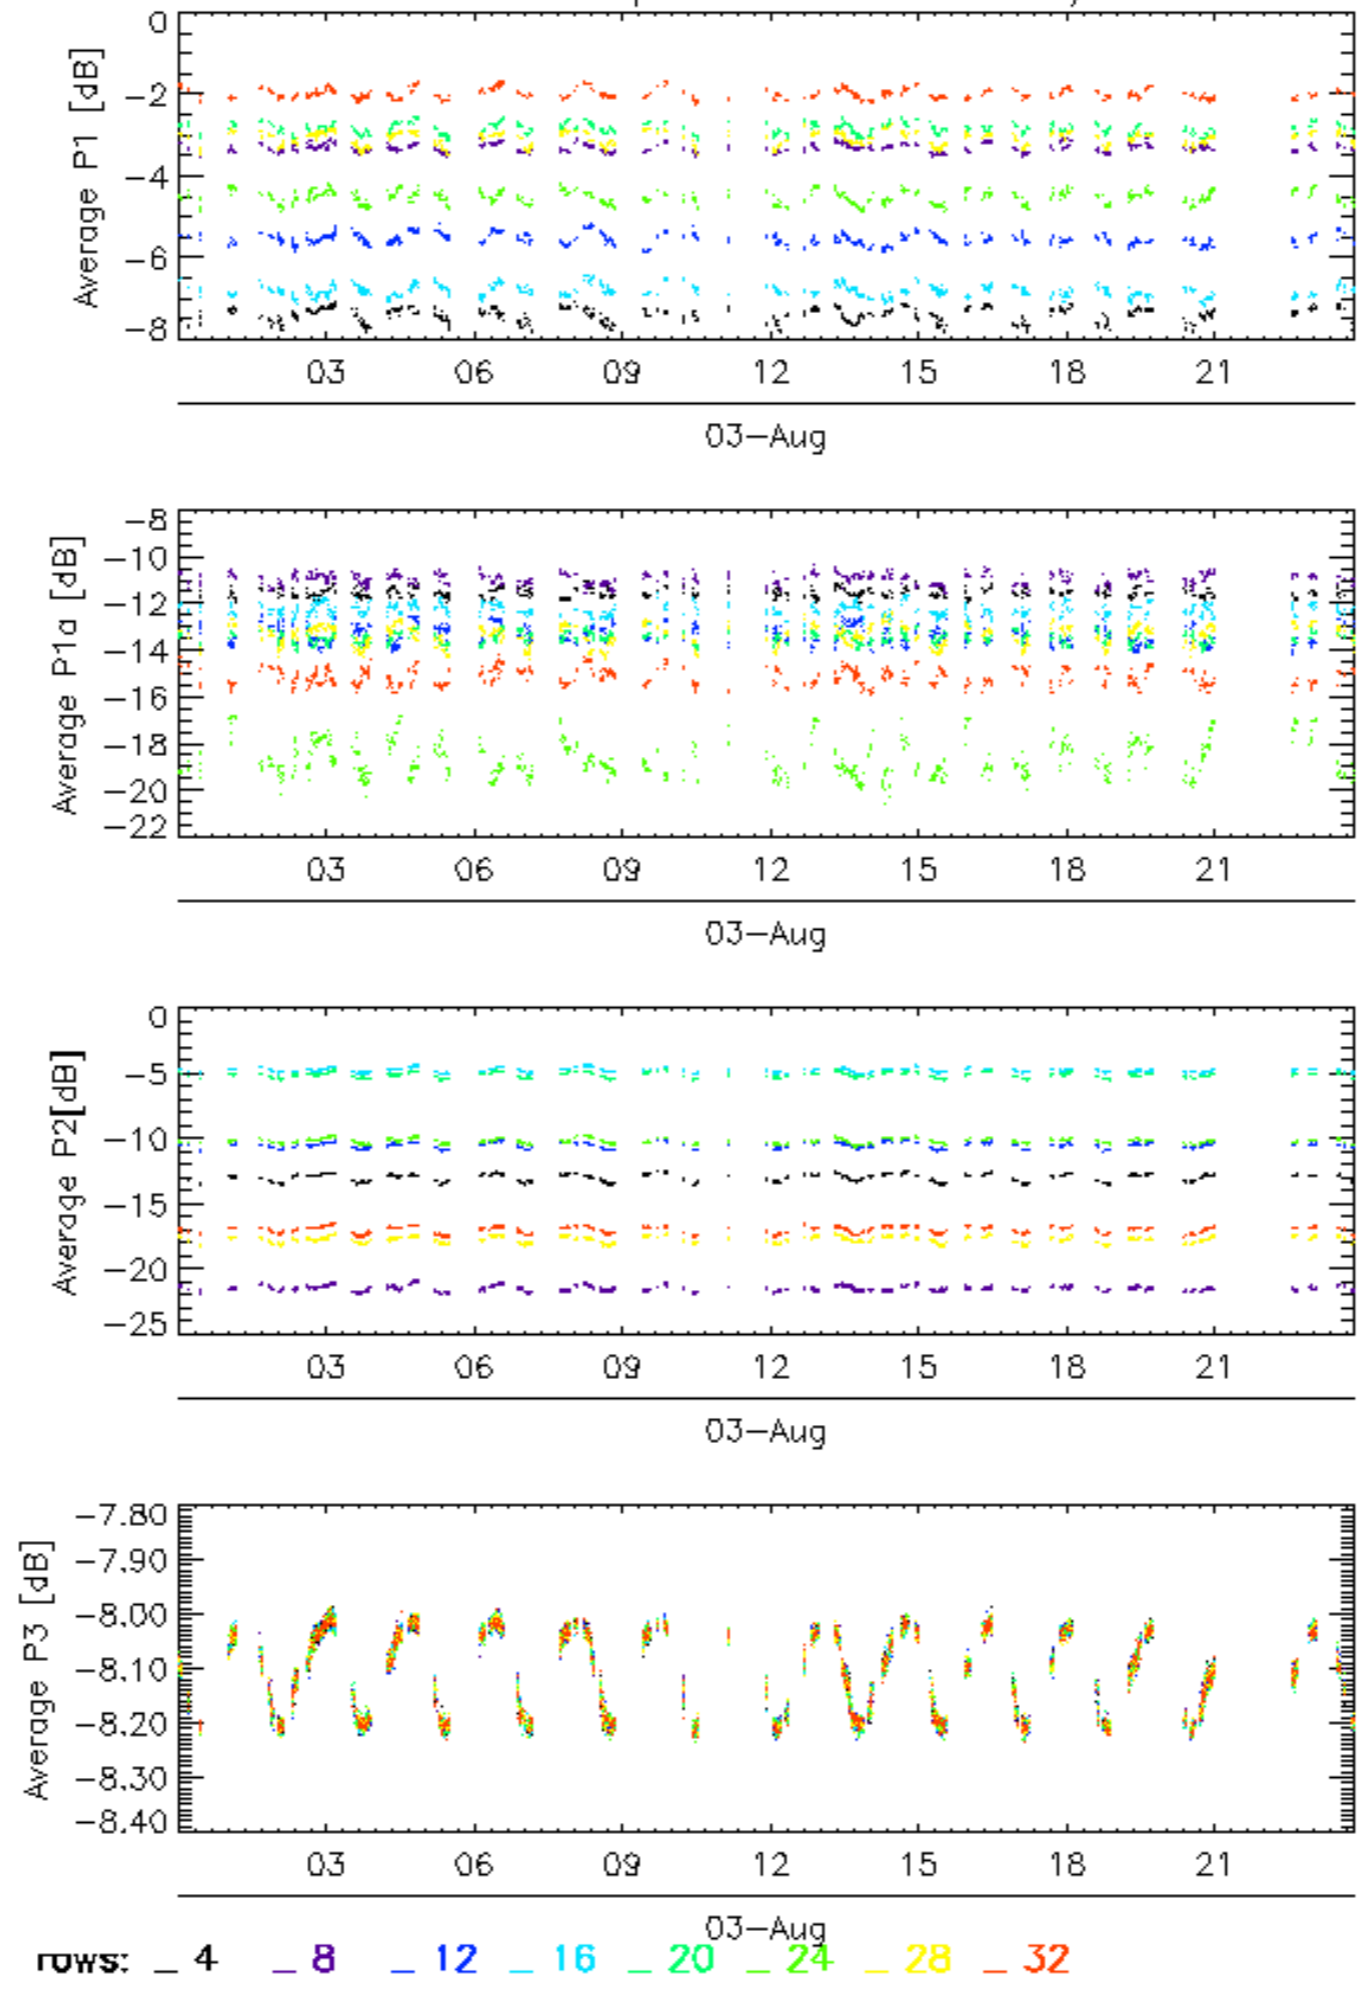 0
-2
-4
-6
-8
Average P1 [dB]
03 06 09 12 15 18 21
03-Aug
-8
-10
-12
-14
-16
-18
-20
-22
Average P1a [dB]
03 06 09 12 15 18 21
03-Aug
0
-5
-10
-15
-20
-25
Average P2[dB]
03 06 09 12 15 18 21
03-Aug
-7.80
-7.90
-8.00
-8.10
-8.20
-8.30
-8.40
Average P3 [dB]
03 06 09 12 15 18 21
03-Aug
rows: _ 4 _ 8 _ 12 _ 16 _ 20 _ 24 _ 28 _ 32